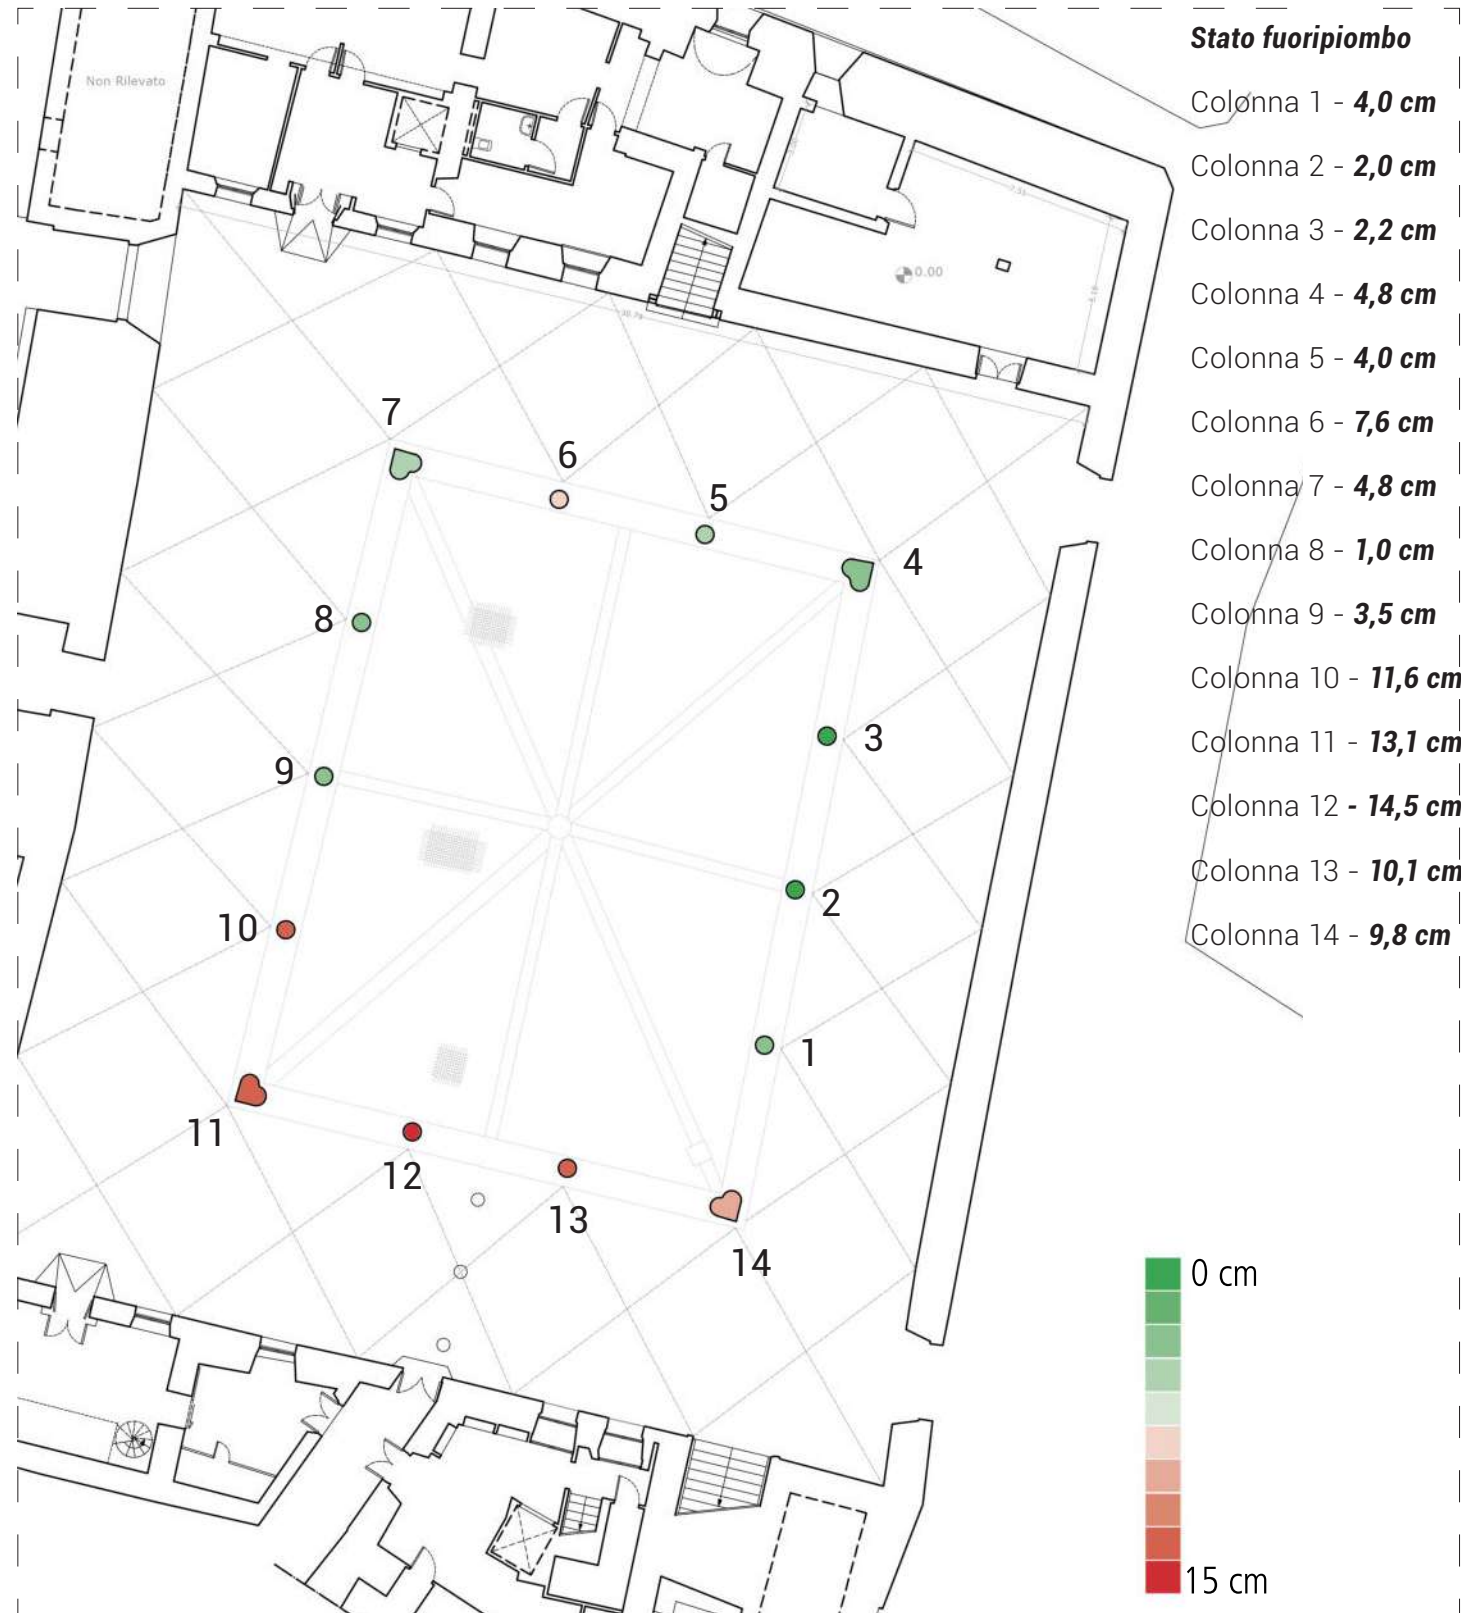 Stato fuoripiombo
Colonna 1 - 4,0 cm
Colonna 2 - 2,0 cm
Colonna 3 - 2,2 cm
Colonna 4 - 4,8 cm
Colonna 5 - 4,0 cm
Colonna 6 - 7,6 cm
Colonna 7 - 4,8 cm
Colonna 8 - 1,0 cm
Colonna 9 - 3,5 cm
Colonna 10 - 11,6 cm
Colonna 11 - 13,1 cm
Colonna 12 - 14,5 cm
Colonna 13 - 10,1 cm
Colonna 14 - 9,8 cm
Non Rilevato
0.00
7
6
5
4
8
3
9
2
10
1
11
12
13
14
0 cm
15 cm